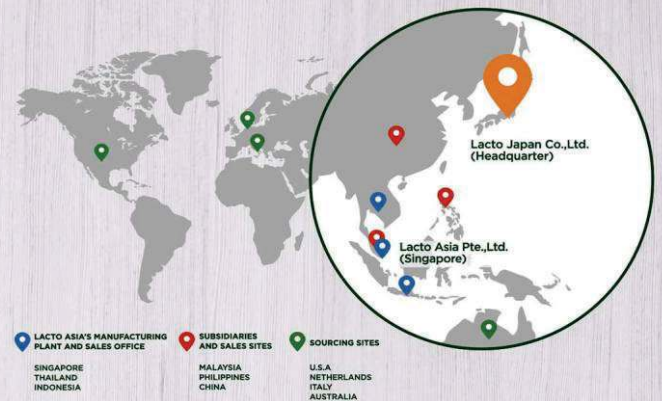 Lacto Japan Co.,Ltd.
(Headquarter)
Lacto Asia Pte.,Ltd.
(Singapore)
LACTO ASIA'S MANUFACTURING
PLANT AND SALES OFFICE
SINGAPORE
THAILAND
INDONESIA
SUBSIDIARIES
AND SALES SITES
MALAYSIA
PHILIPPINES
CHINA
SOURCING SITES
U.S.A
NETHERLANDS
ITALY
AUSTRALIA